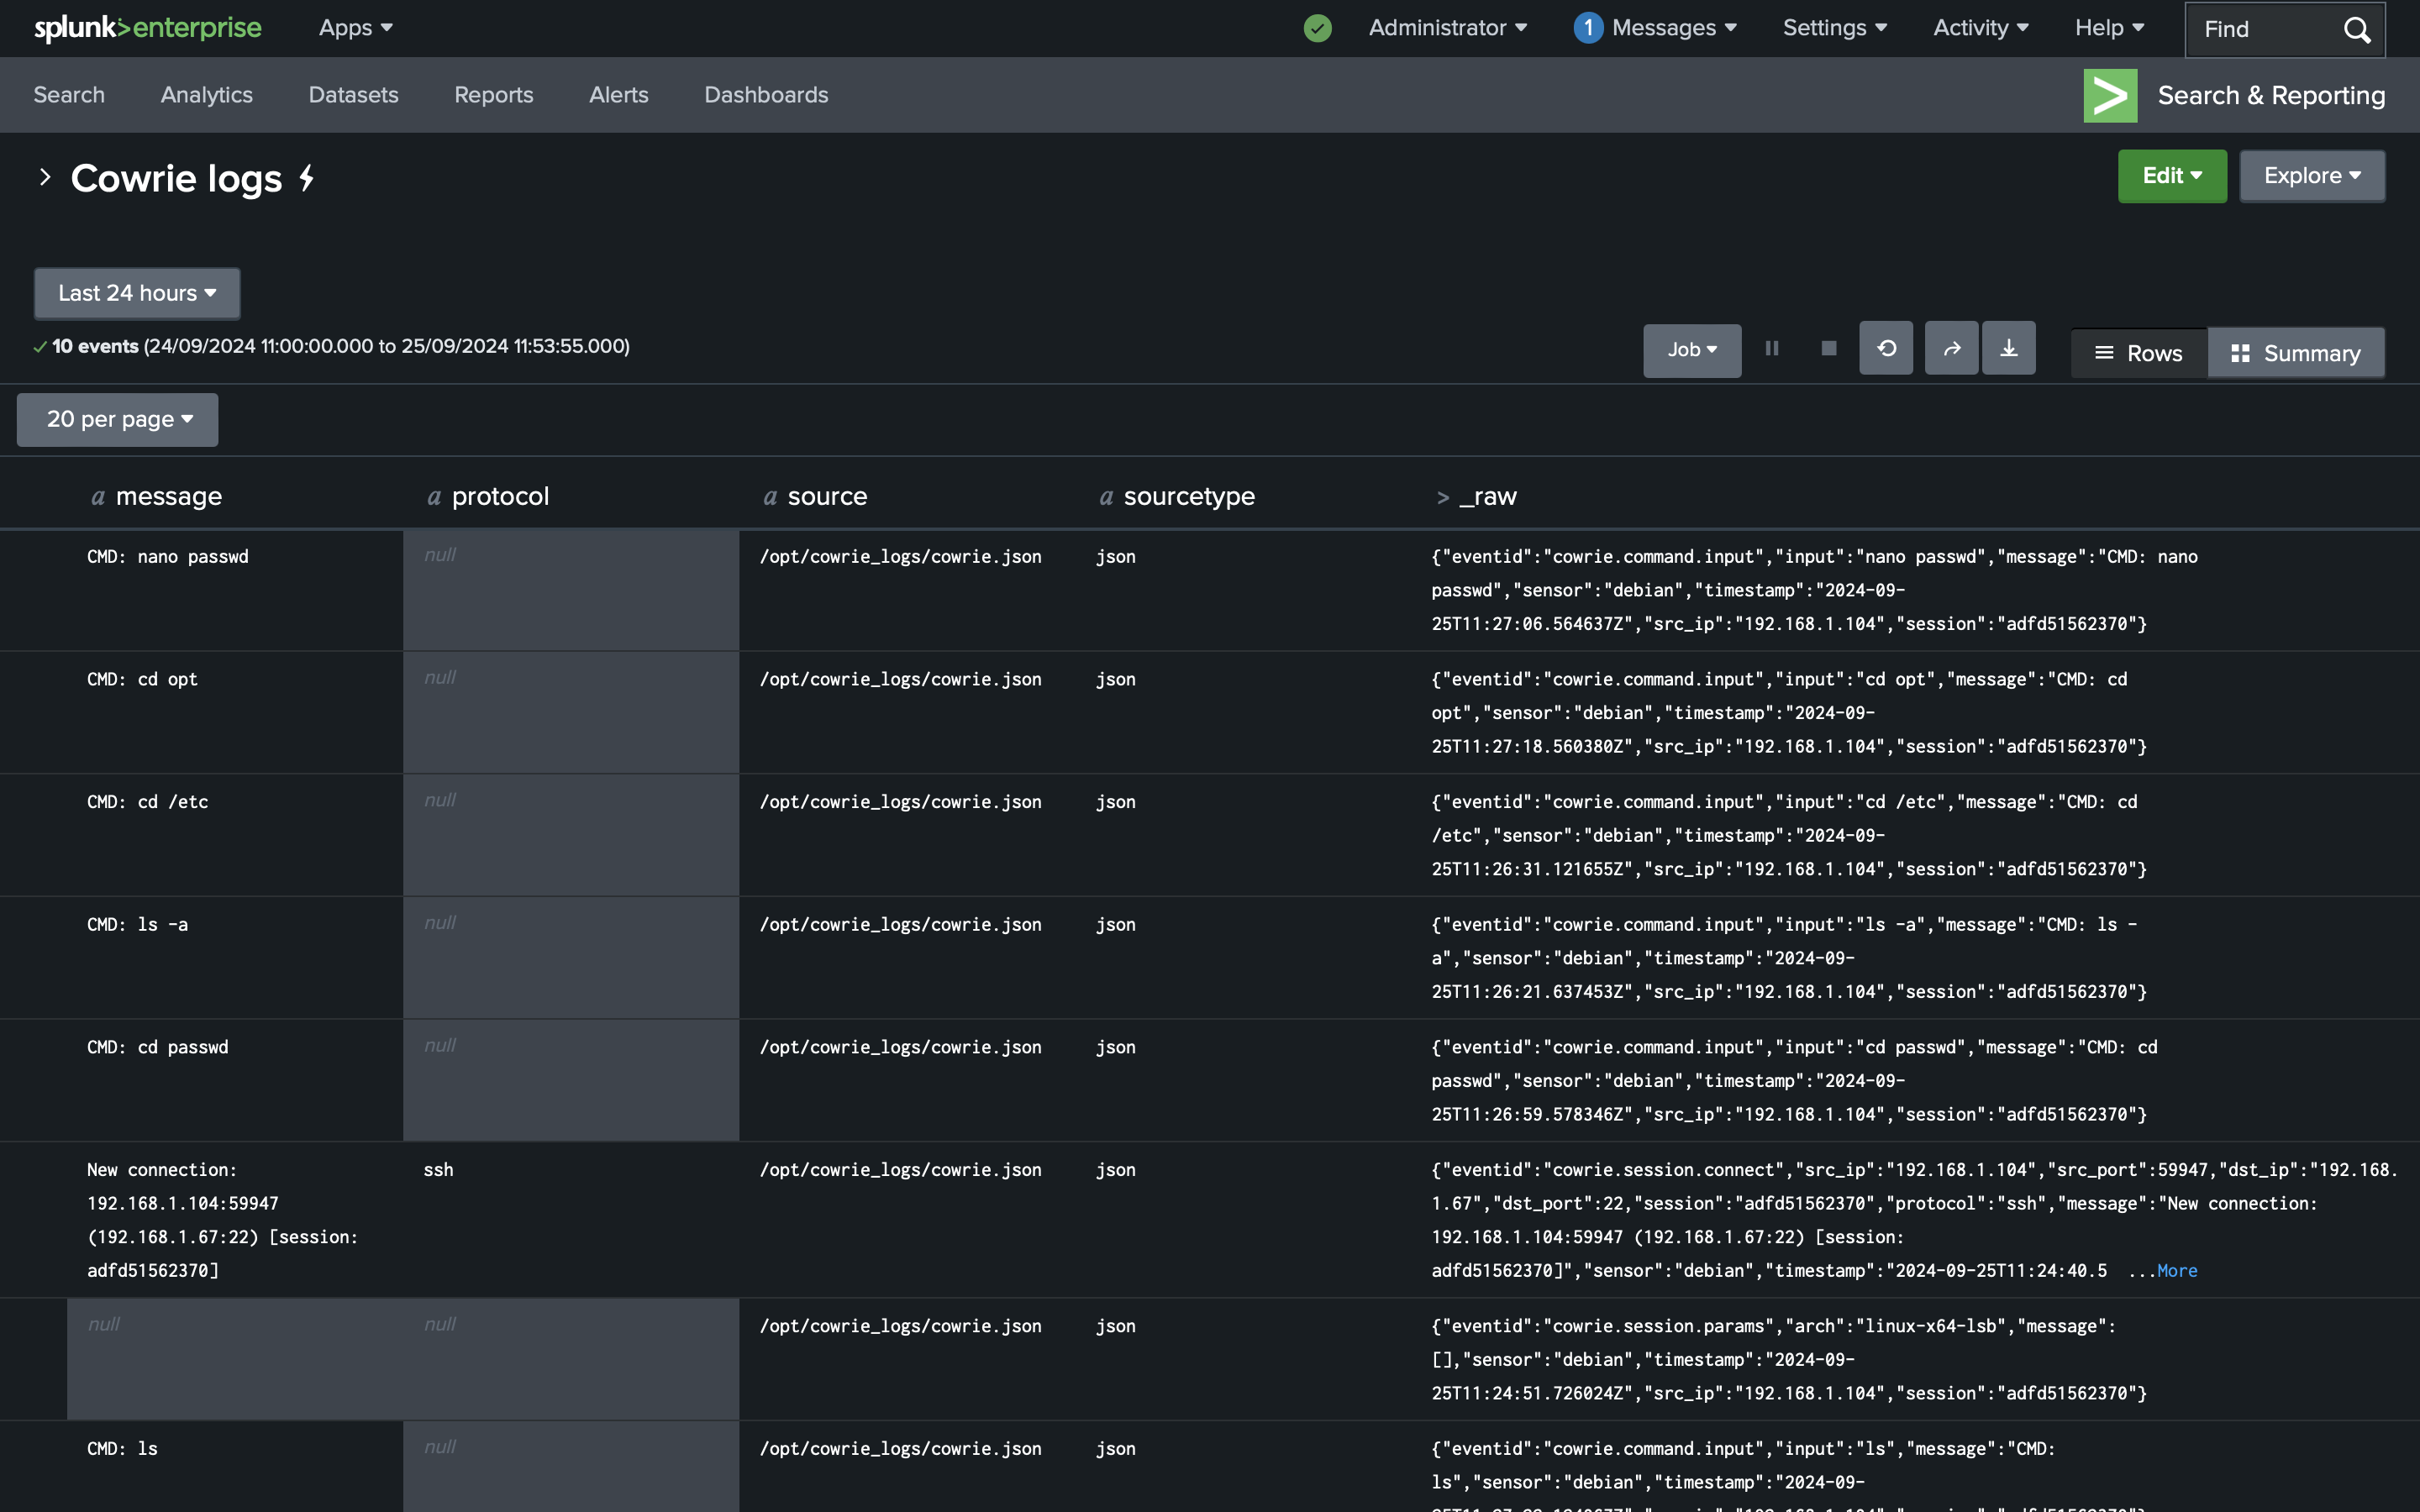 splunk>enterprise Apps Administrator 1 Messages Settings Activity Help Find
Search Analytics Datasets Reports Alerts Dashboards Search & Reporting
Cowrie logs Edit Explore
Last 24 hours
10 events (24/09/2024 11:00:00.000 to 25/09/2024 11:53:55.000) Job Rows Summary
20 per page
a message a protocol a source a sourcetype > _raw
CMD: nano passwd null /opt/cowrie_logs/cowrie.json json {"eventid":"cowrie.command.input","input":"nano passwd","message":"CMD: nano
passwd","sensor":"debian","timestamp":"2024-09-
25T11:27:06.564637Z","src_ip":"192.168.1.104","session":"adfd51562370"}
CMD: cd opt null /opt/cowrie_logs/cowrie.json json {"eventid":"cowrie.command.input","input":"cd opt","message":"CMD: cd
opt","sensor":"debian","timestamp":"2024-09-
25T11:27:18.560380Z","src_ip":"192.168.1.104","session":"adfd51562370"}
CMD: cd /etc null /opt/cowrie_logs/cowrie.json json {"eventid":"cowrie.command.input","input":"cd /etc","message":"CMD: cd
/etc","sensor":"debian","timestamp":"2024-09-
25T11:26:31.121655Z","src_ip":"192.168.1.104","session":"adfd51562370"}
CMD: ls -a null /opt/cowrie_logs/cowrie.json json {"eventid":"cowrie.command.input","input":"ls -a","message":"CMD: ls -
a","sensor":"debian","timestamp":"2024-09-
25T11:26:21.637453Z","src_ip":"192.168.1.104","session":"adfd51562370"}
CMD: cd passwd null /opt/cowrie_logs/cowrie.json json {"eventid":"cowrie.command.input","input":"cd passwd","message":"CMD: cd
passwd","sensor":"debian","timestamp":"2024-09-
25T11:26:59.578346Z","src_ip":"192.168.1.104","session":"adfd51562370"}
New connection: ssh /opt/cowrie_logs/cowrie.json json {"eventid":"cowrie.session.connect","src_ip":"192.168.1.104","src_port":59947,"dst_ip":"192.168.
192.168.1.104:59947 1.67","dst_port":22,"session":"adfd51562370","protocol":"ssh","message":"New connection:
(192.168.1.67:22) [session: 192.168.1.104:59947 (192.168.1.67:22) [session:
adfd51562370] adfd51562370]","sensor":"debian","timestamp":"2024-09-25T11:24:40.5 ...More
null null /opt/cowrie_logs/cowrie.json json {"eventid":"cowrie.session.params","arch":"linux-x64-lsb","message":
[],"sensor":"debian","timestamp":"2024-09-
25T11:24:51.726024Z","src_ip":"192.168.1.104","session":"adfd51562370"}
CMD: ls null /opt/cowrie_logs/cowrie.json json {"eventid":"cowrie.command.input","input":"ls","message":"CMD:
ls","sensor":"debian","timestamp":"2024-09-